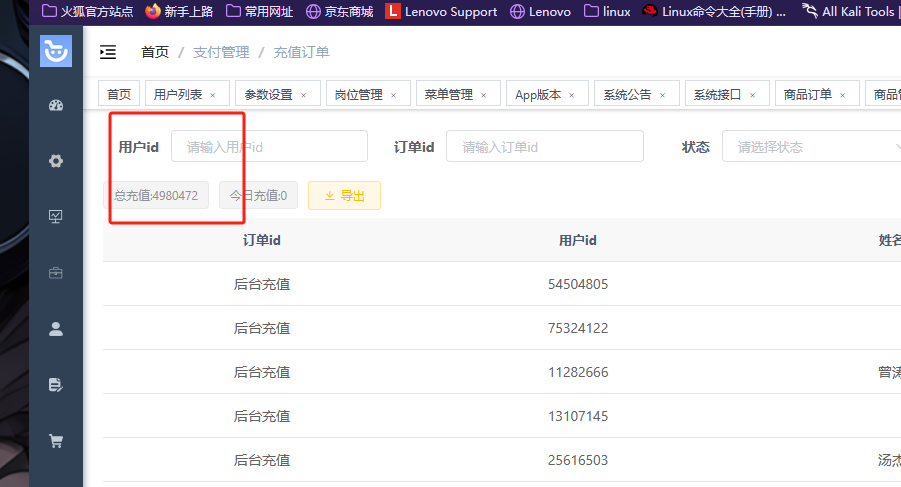 火狐官方站点 新手上路 常用网址 京东商城 Lenovo Support Lenovo linux Linux命令大全(手册) ... All Kali Tools |
首页 / 支付管理 / 充值订单
首页 用户列表 × 参数设置 × 岗位管理 × 菜单管理 × App版本 × 系统公告 × 系统接口 × 商品订单 × 商品
用户id 请输入用户id 订单id 请输入订单id 状态 请选择状态
总充值:4980472 今日充值:0 导出
订单id 用户id 姓名
后台充值 54504805
后台充值 75324122
后台充值 11282666 曾涛
后台充值 13107145
后台充值 25616503 汤杰